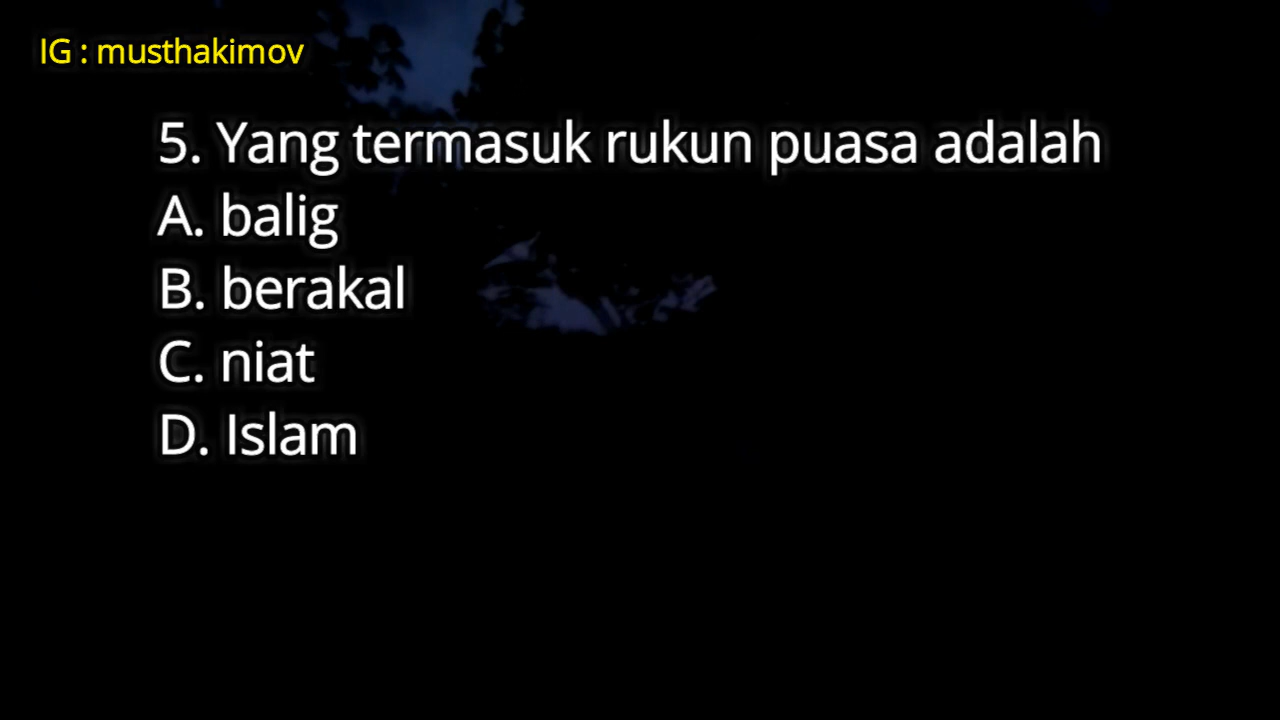 IG : musthakimov
5. Yang termasuk rukun puasa adalah
A. balig
B. berakal
C. niat
D. Islam